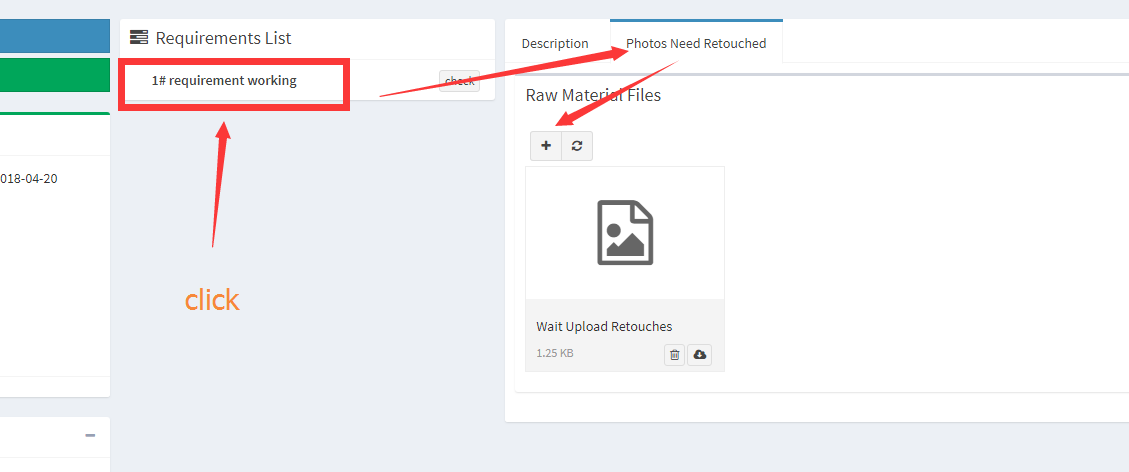 Requirements List
1# requirement working
check
018-04-20
click
Description
Photos Need Retouched
Raw Material Files
Wait Upload Retouches
1.25 KB